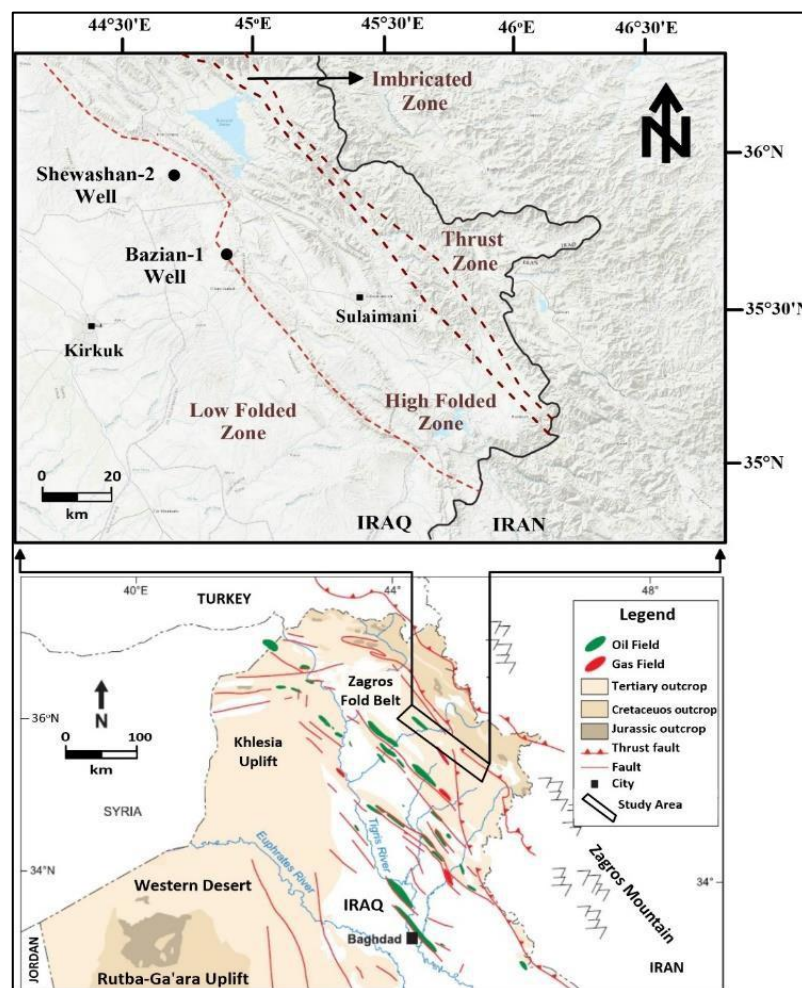 44°30'E
45°E
45°30'E
46°E
46°30'E
Imbricated
Zone
N
36°N
Shewashan-2
Well
Bazian-1
Well
Thrust
Zone
IRAN
Sulaimani
35°30'N
Kirkuk
High Folded
Zone
Low Folded
Zone
35°N
0 20
km
IRAQ
IRAN
40°E
44°E
48°E
TURKEY
Legend
Oil Field
Gas Field
Tertiary outcrop
Cretaceuos outcrop
Jurassic outcrop
Thrust fault
Fault
City
Study Area
Zagros
Fold Belt
N
36°N
36°
0 100
km
Khlesia
Uplift
SYRIA
Tigris River
Euphrates River
34°N
34°
Zagros Mountain
Western Desert
IRAQ
Baghdad
JORDAN
IRAN
Rutba-Ga'ara Uplift